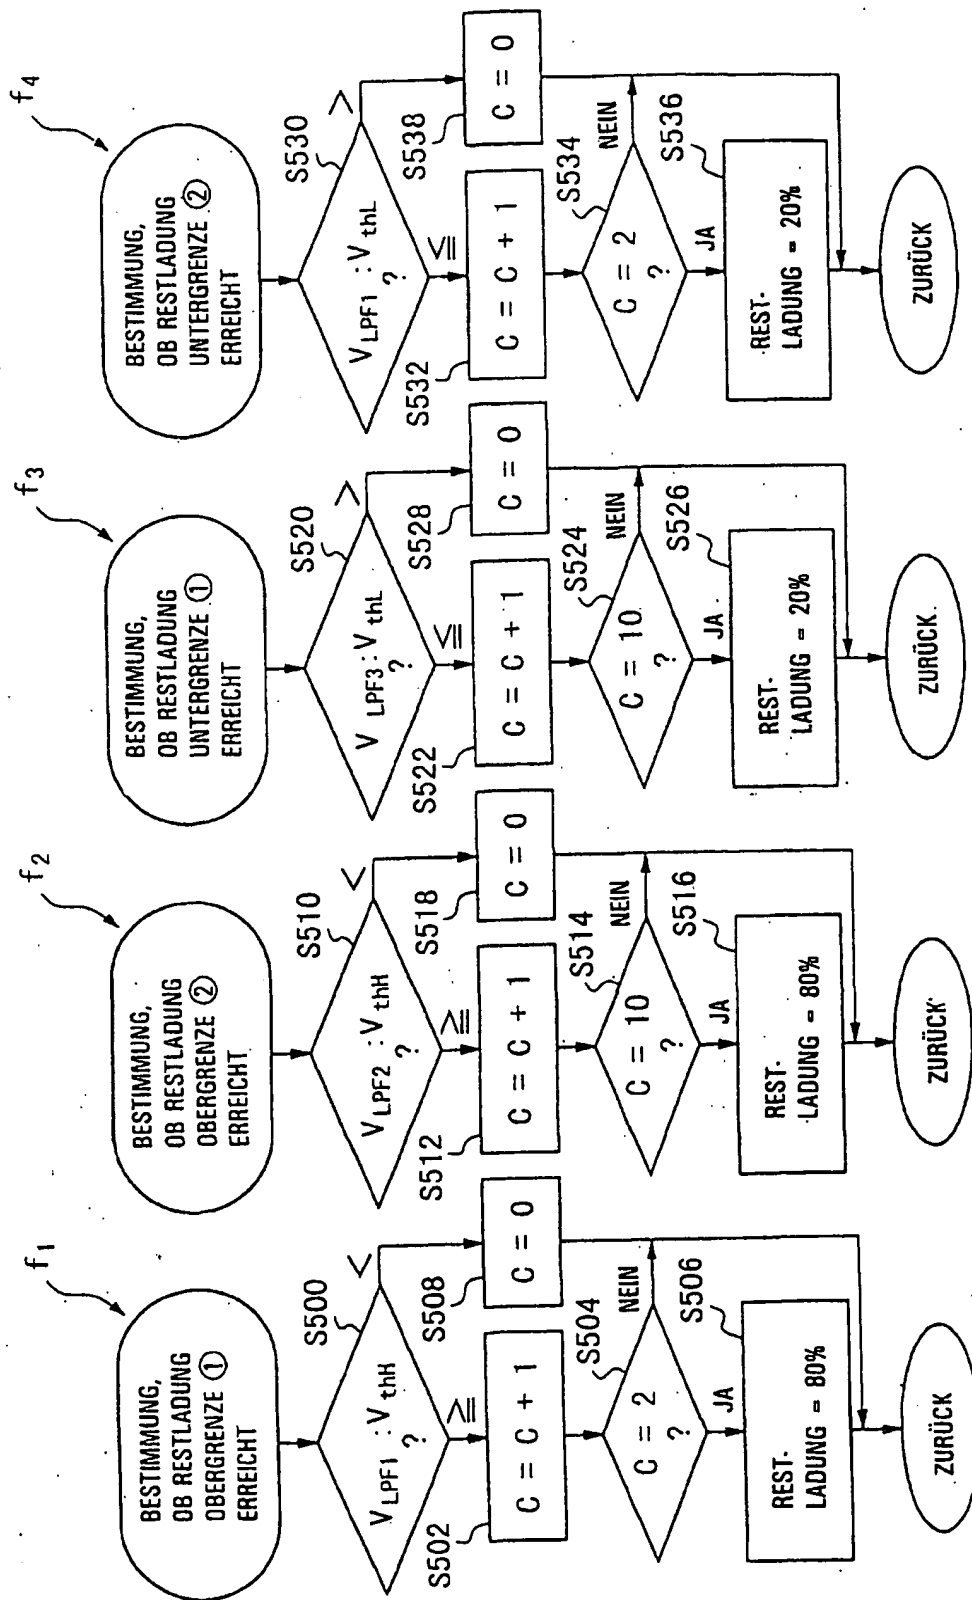 f1
BESTIMMUNG,
OB RESTLADUNG
OBERGRENZE ①
ERREICHT
S500
VLPF1 : VthH
?
<
≧
S502
C = C + 1
S508
C = 0
S504
C = 2
?
NEIN
JA
S506
REST-
LADUNG = 80%
ZURÜCK
f2
BESTIMMUNG,
OB RESTLADUNG
OBERGRENZE ②
ERREICHT
S510
VLPF2 : VthH
?
<
≧
S512
C = C + 1
S518
C = 0
S514
C = 10
?
NEIN
JA
S516
REST-
LADUNG = 80%
ZURÜCK
f3
BESTIMMUNG,
OB RESTLADUNG
UNTERGRENZE ①
ERREICHT
S520
VLPF3 : VthL
?
>
≦
S522
C = C + 1
S528
C = 0
S524
C = 10
?
NEIN
JA
S526
REST-
LADUNG = 20%
ZURÜCK
f4
BESTIMMUNG,
OB RESTLADUNG
UNTERGRENZE ②
ERREICHT
S530
VLPF1 : VthL
?
>
≦
S532
C = C + 1
S538
C = 0
S534
C = 2
?
NEIN
JA
S536
REST-
LADUNG = 20%
ZURÜCK